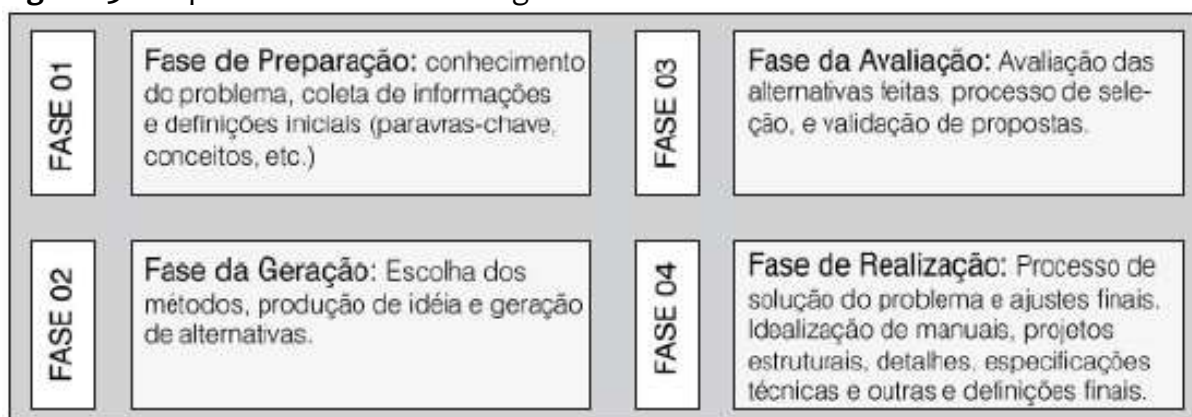 FASE 01
Fase de Preparação: conhecimento
do problema, coleta de informações
e definições iniciais (paravras-chave,
conceitos, etc.)
FASE 02
Fase da Geração: Escolha dos
métodos, produção de idéia e geração
de alternativas.
FASE 03
Fase da Avaliação: Avaliação das
alternativas feitas, processo de sele-
ção, e validação de propostas.
FASE 04
Fase de Realização: Processo de
solução do problema e ajustes finais.
Idealização de manuais, projetos
estruturais, detalhes, especificações
técnicas e outras e definições finais.